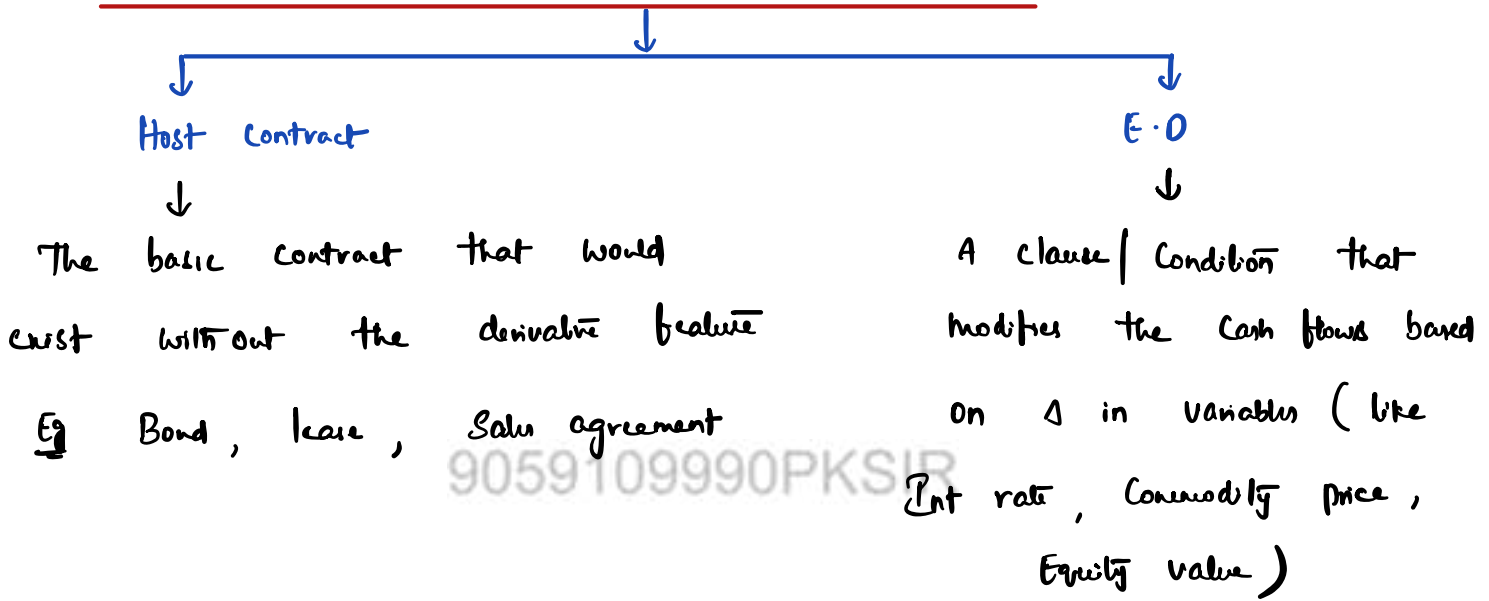 Host Contract
E.D
The basic contract that would
exist without the derivative feature
Eg Bond, lease, Sales agreement
A clause/ Condition that
modifies the Cash flows based
on Δ in variables (like
Int rate, Commodity price,
Equity value)
9059109990PKSIR